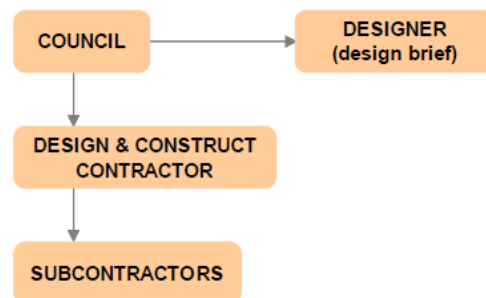 COUNCIL
DESIGNER
(design brief)
DESIGN & CONSTRUCT
CONTRACTOR
SUBCONTRACTORS